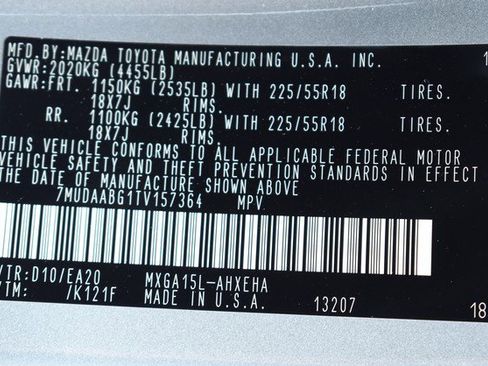 MFD.BY:MAZDA TOYOTA MANUFACTURING U.S.A. INC.
GVWR:2020KG (4455LB)
GAWR:FRT. 1150KG (2535LB) WITH 225/55R18 TIRES.
18X7J RIMS.
RR. 1100KG (2425LB) WITH 225/55R18 TIRES.
18X7J RIMS.
THIS VEHICLE CONFORMS TO ALL APPLICABLE FEDERAL MOTOR
VEHICLE SAFETY AND THEFT PREVENTION STANDARDS IN EFFECT
THE DATE OF MANUFACTURE SHOWN ABOVE
7MUDAABG1TV157364 MPV
/TR:D10/EA20 MXGA15L-AHXEHA
/TM: /K121F MADE IN U.S.A. 13207 18